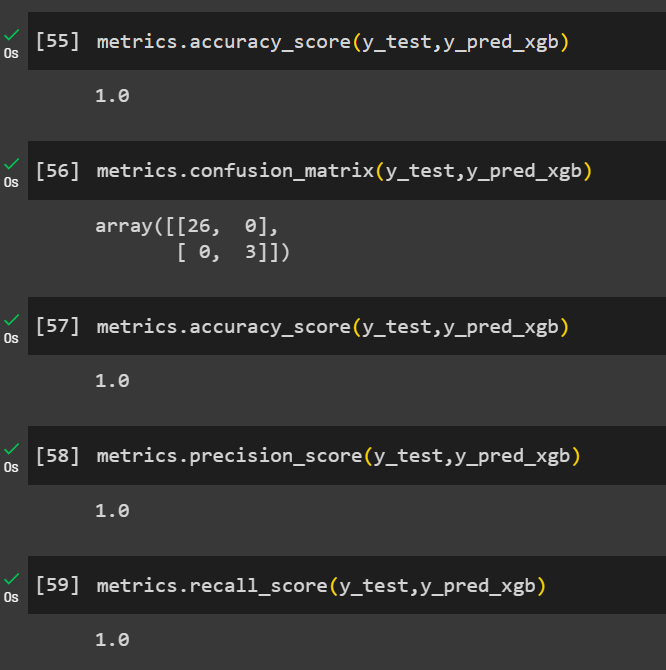 [55] metrics.accuracy_score(y_test,y_pred_xgb)
0s
1.0
[56] metrics.confusion_matrix(y_test,y_pred_xgb)
0s
array([[26,  0],
       [ 0,  3]])
[57] metrics.accuracy_score(y_test,y_pred_xgb)
0s
1.0
[58] metrics.precision_score(y_test,y_pred_xgb)
0s
1.0
[59] metrics.recall_score(y_test,y_pred_xgb)
0s
1.0